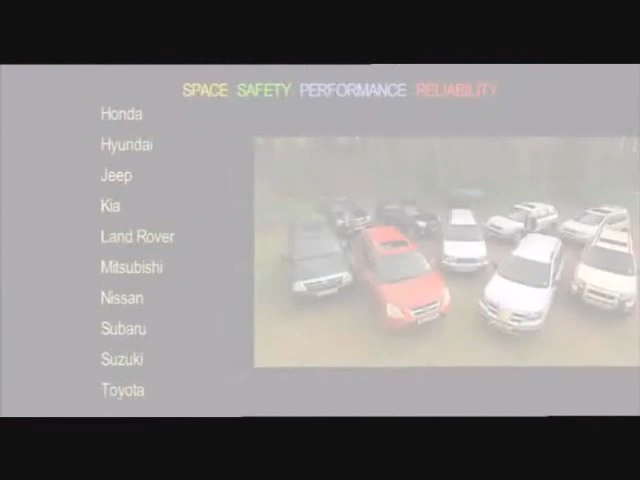 SPACE SAFETY PERFORMANCE RELIABILITY
Honda
Hyundai
Jeep
Kia
Land Rover
Mitsubishi
Nissan
Subaru
Suzuki
Toyota